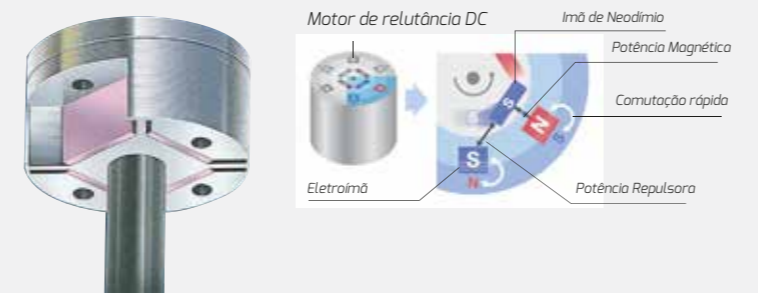 Motor de relutância DC
Imã de Neodímio
Potência Magnética
Comutação rápida
S
N
S
S
N
Eletroímã
Potência Repulsora